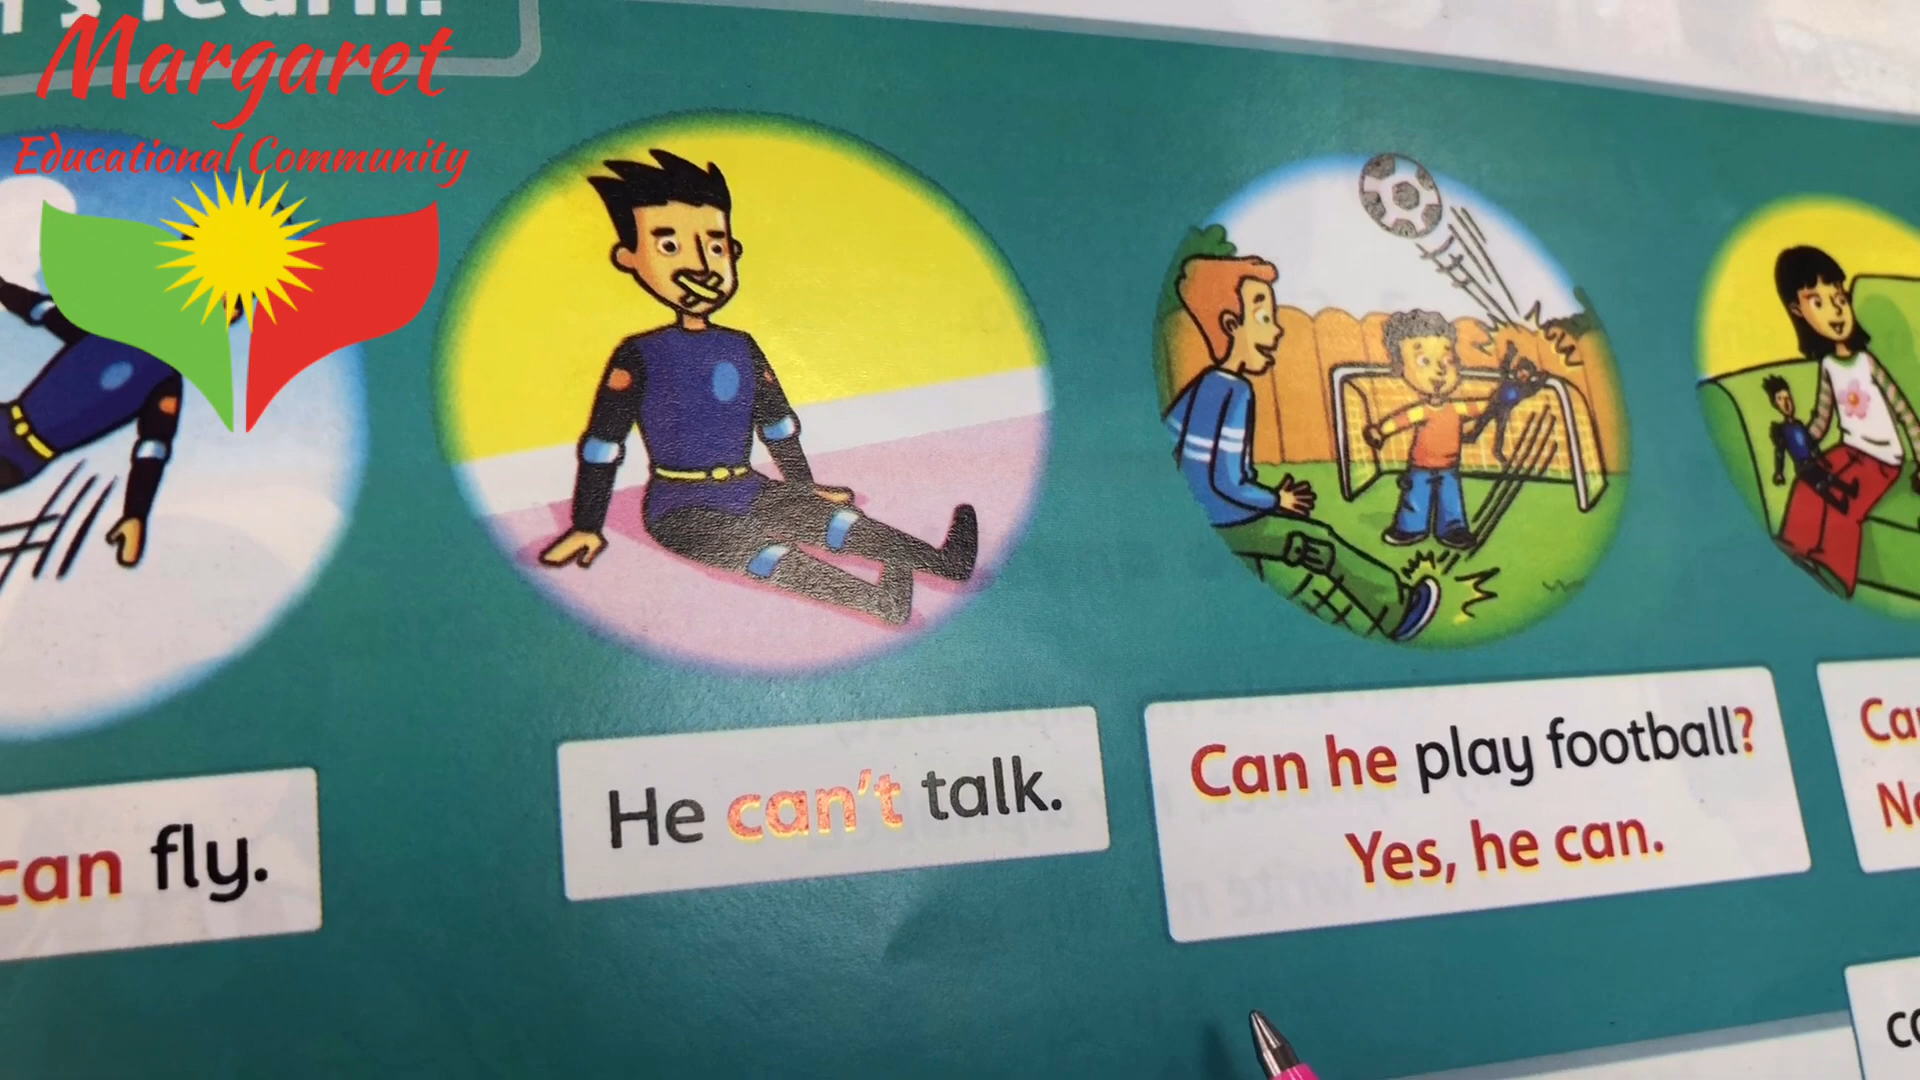 Margaret
Educational Community
can fly.
He can't talk.
Can he play football?
Yes, he can.